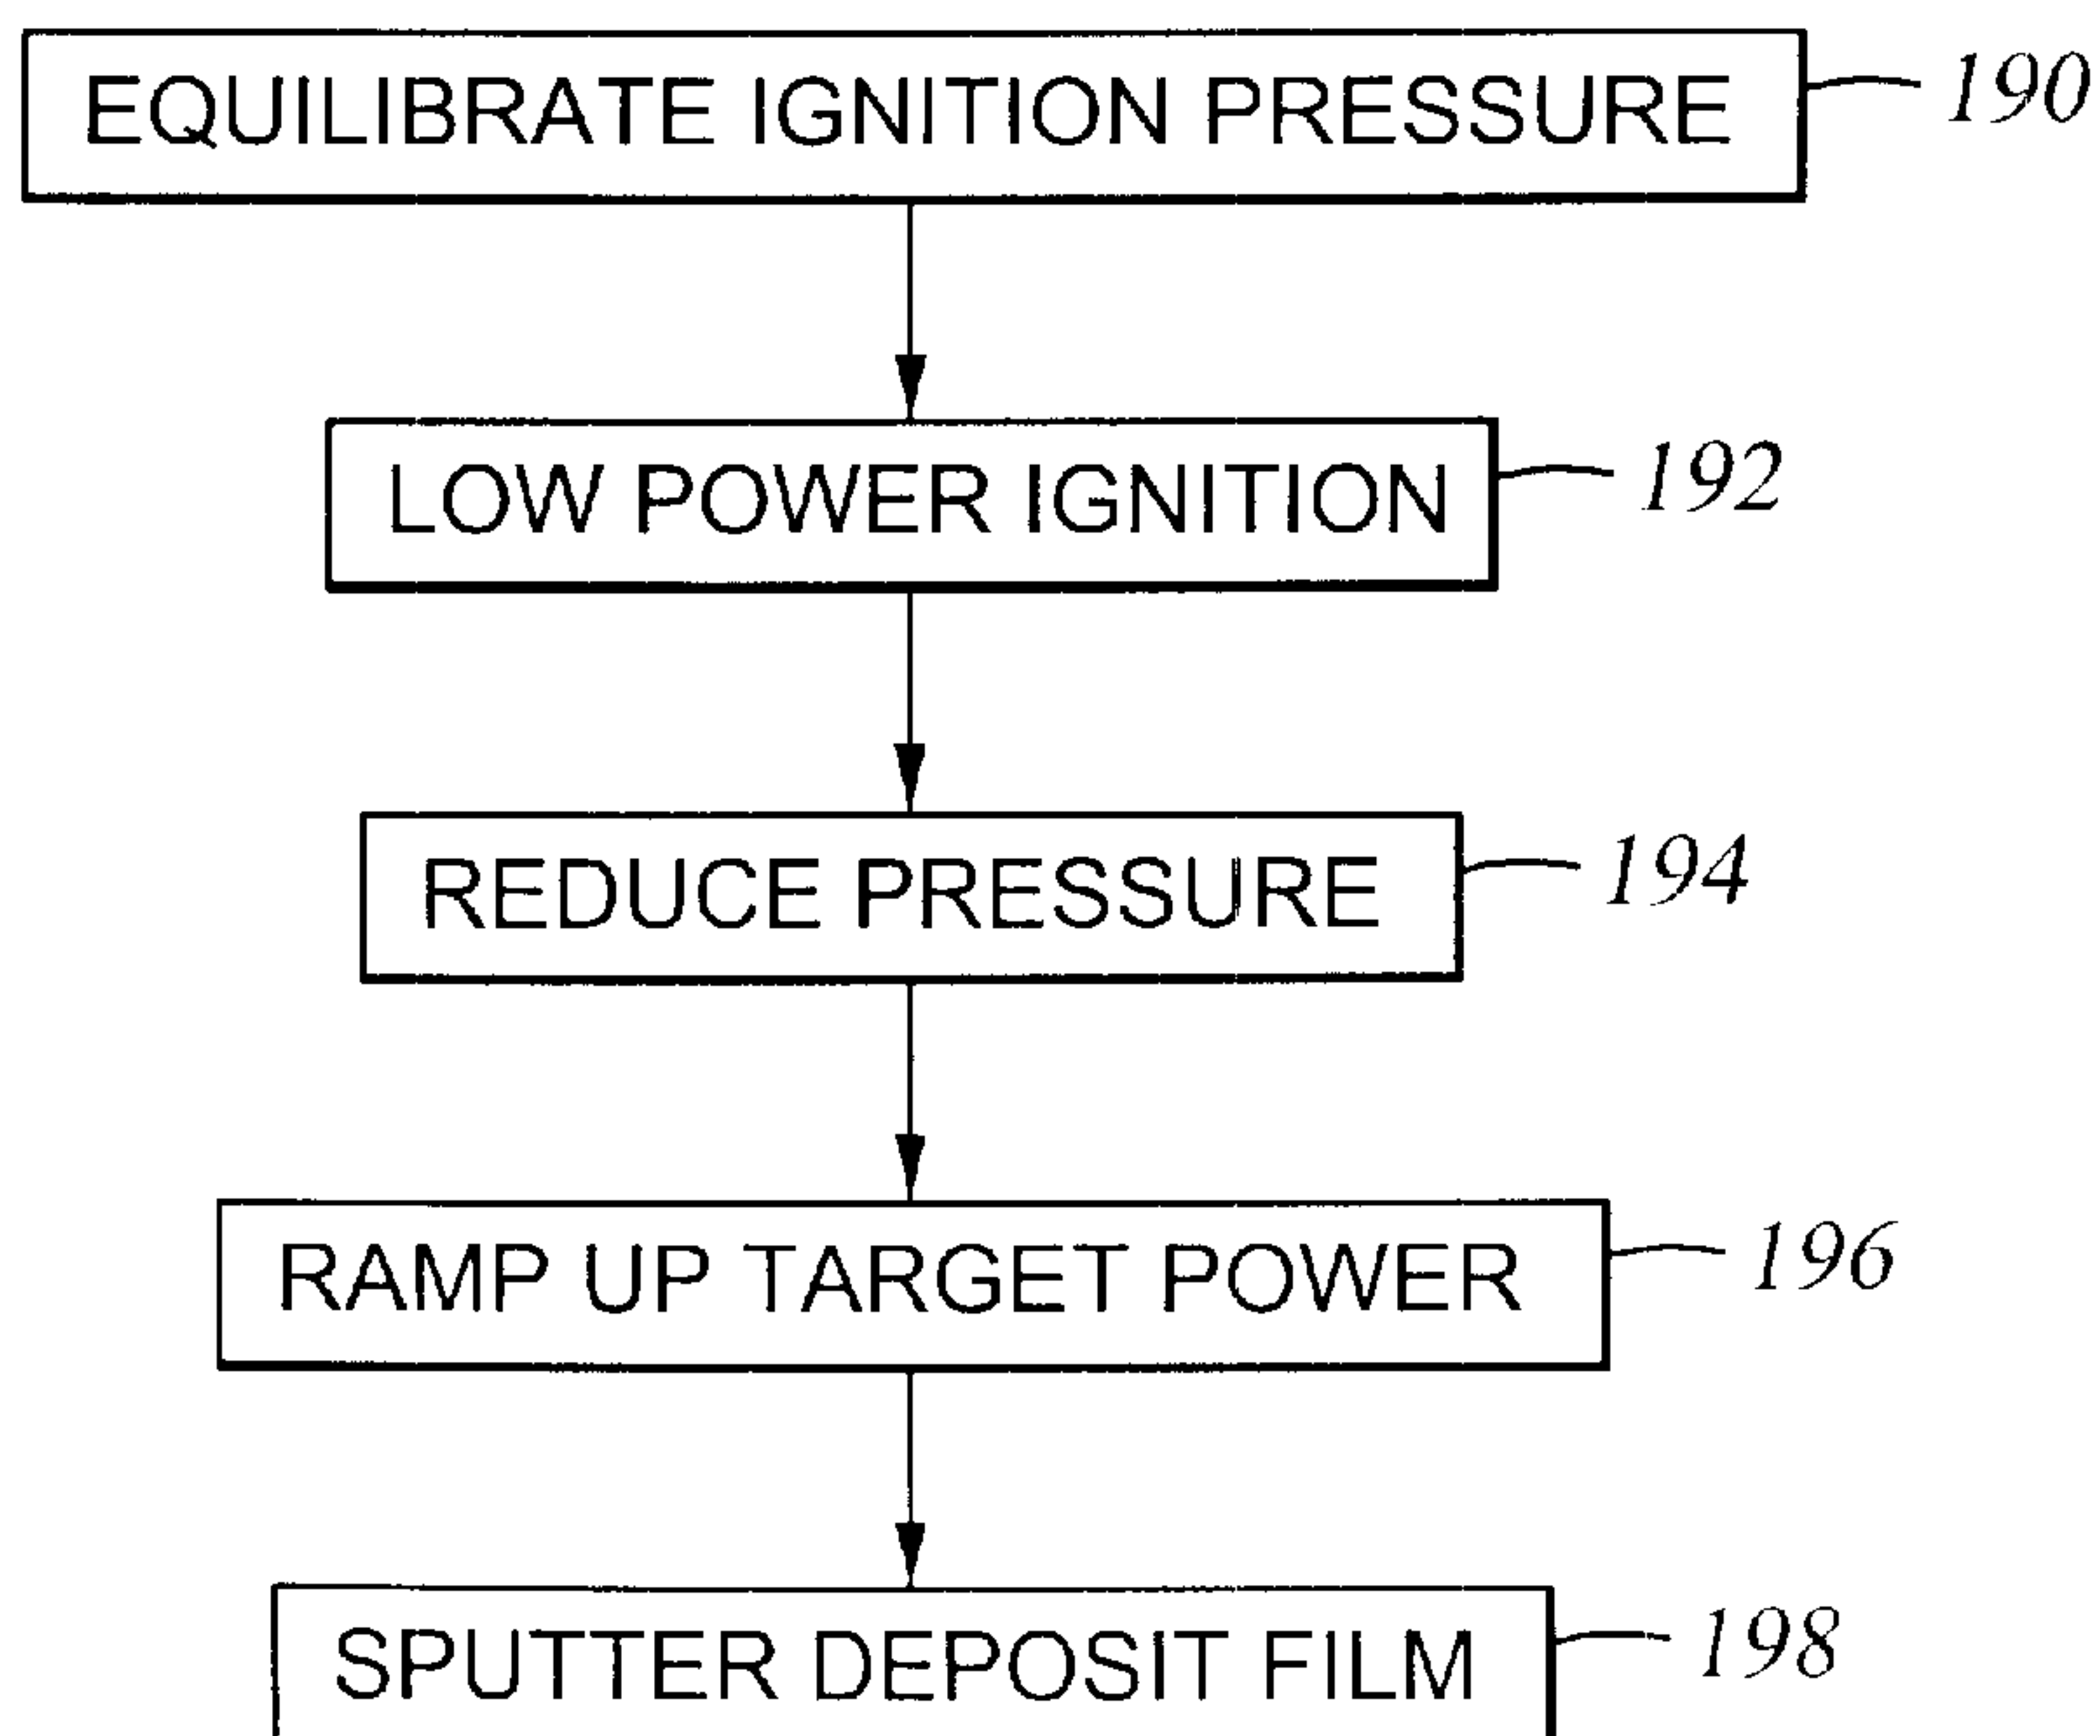 EQUILIBRATE IGNITION PRESSURE 190
LOW POWER IGNITION 192
REDUCE PRESSURE 194
RAMP UP TARGET POWER 196
SPUTTER DEPOSIT FILM 198